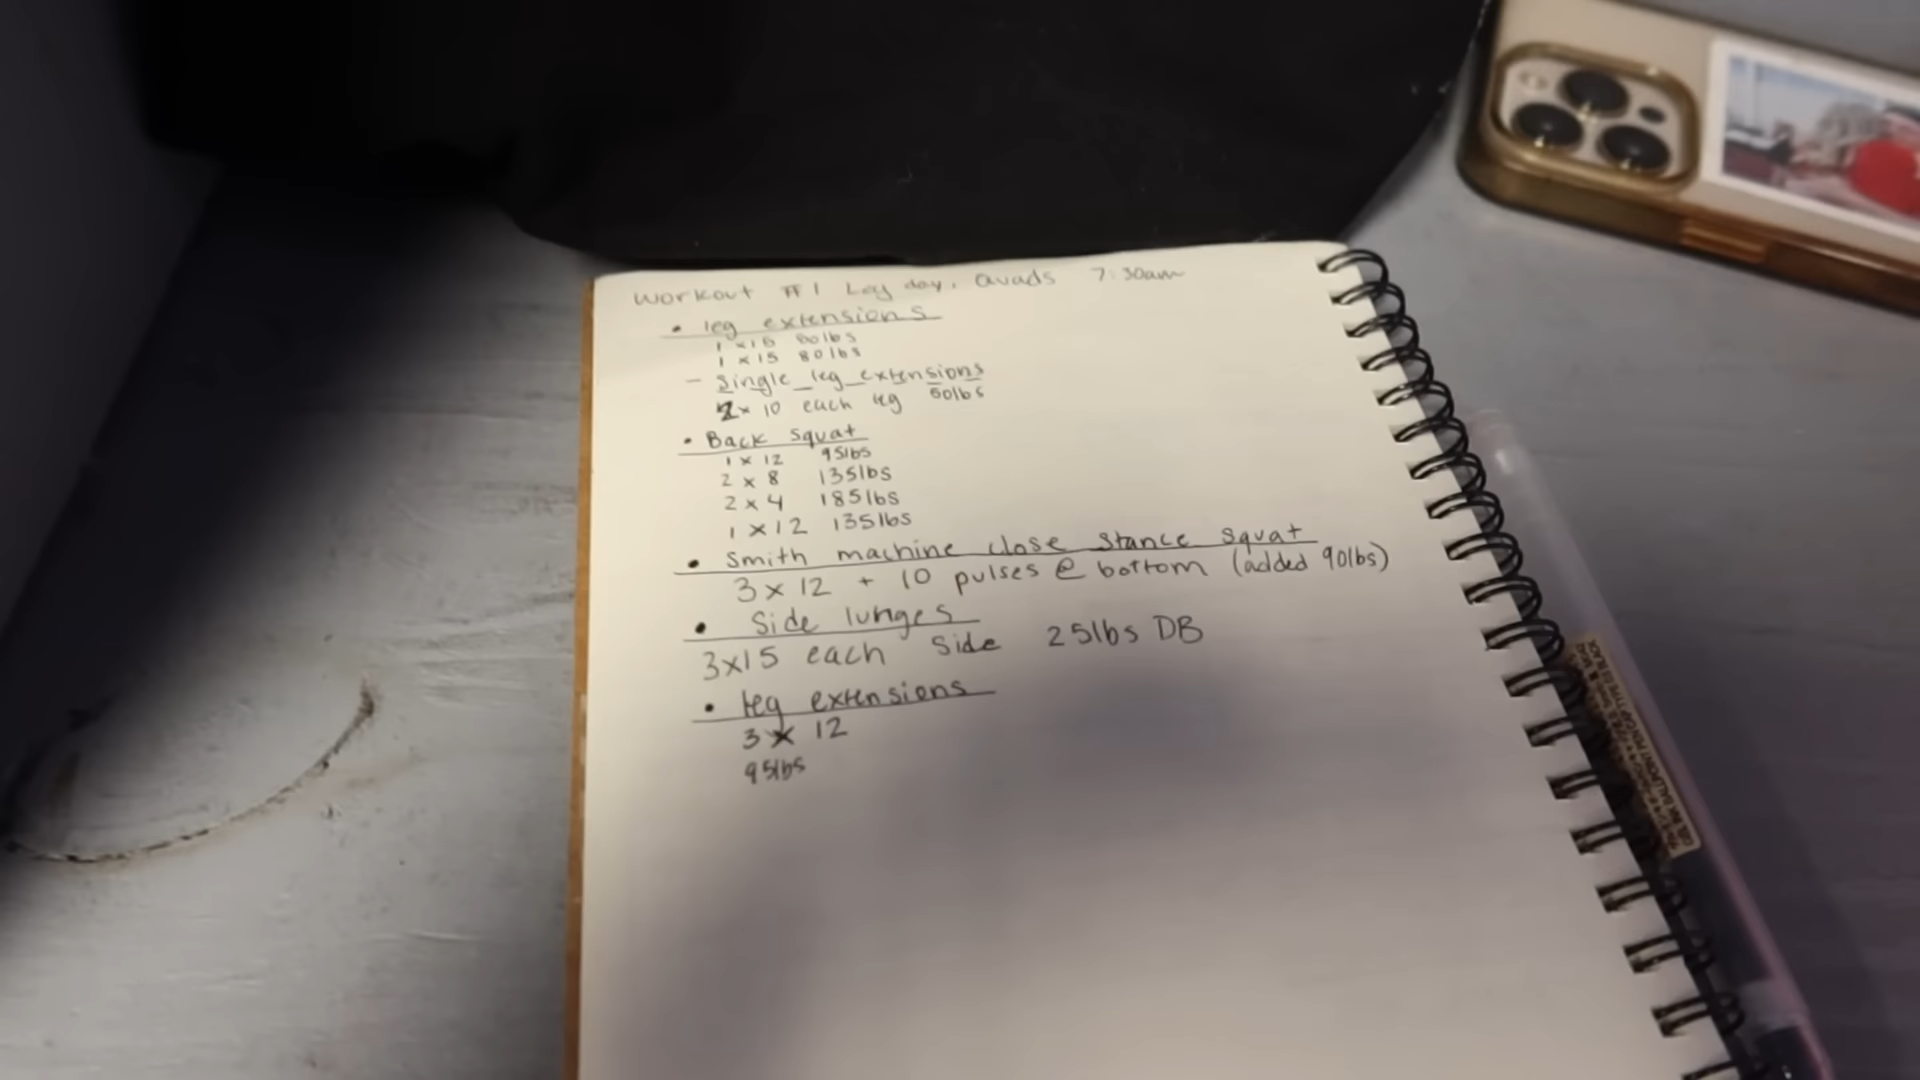 Workout #1 Leg day, Quads 7:30am
• leg extensions
1 x 15 80lbs
1 x 15 80lbs
- single leg extensions
2 x 10 each leg 50lbs
• Back squat
1 x 12 95lbs
2 x 8 135lbs
2 x 4 185lbs
1 x 12 135lbs
• Smith machine close stance squat
3 x 12 + 10 pulses @ bottom (added 90lbs)
• Side lunges
3x15 each side 25lbs DB
• leg extensions
3 x 12
95lbs